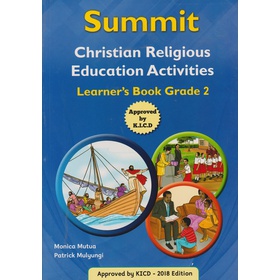 Summit
Christian Religious
Education Activities
Learner's Book Grade 2
Approved
by
K.I.C.D
Monica Mutua
Patrick Mulyungi
Approved by KICD - 2018 Edition